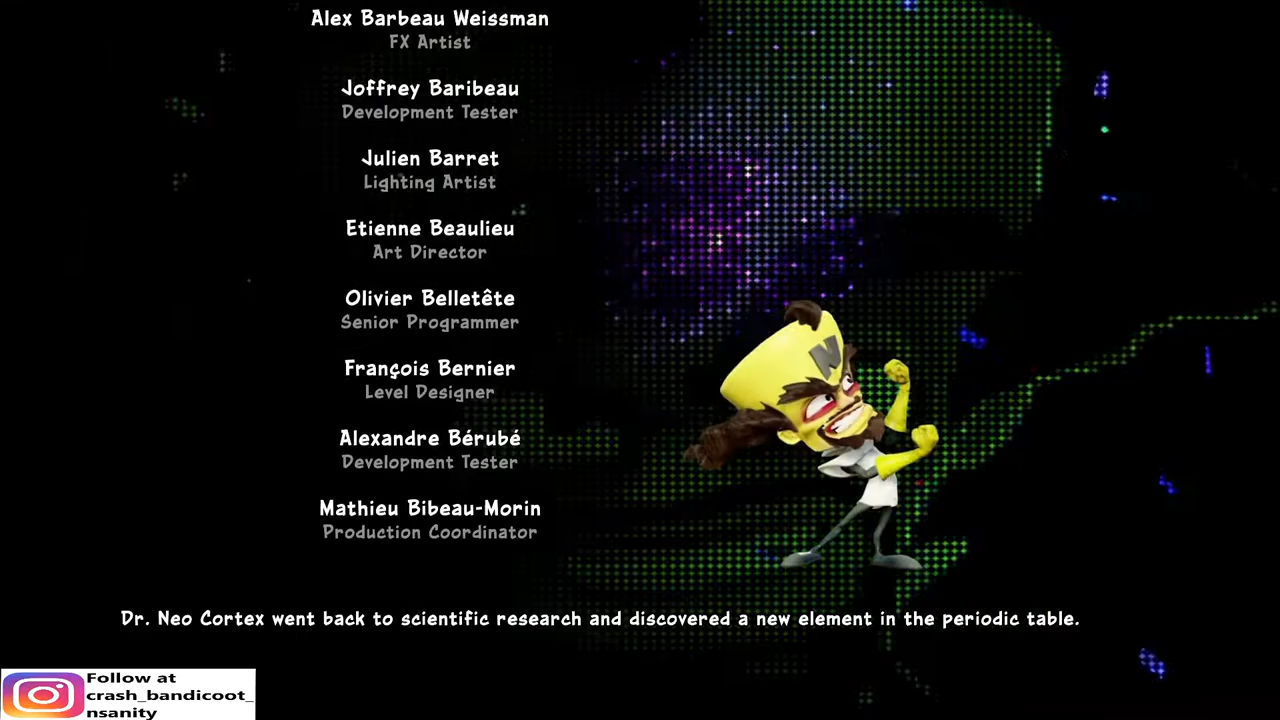 Alex Barbeau Weissman
FX Artist
Joffrey Baribeau
Development Tester
Julien Barret
Lighting Artist
Etienne Beaulieu
Art Director
Olivier Belletête
Senior Programmer
François Bernier
Level Designer
Alexandre Bérubé
Development Tester
Mathieu Bibeau-Morin
Production Coordinator
N
Dr. Neo Cortex went back to scientific research and discovered a new element in the periodic table.
Follow at
crash_bandicoot_
nsanity